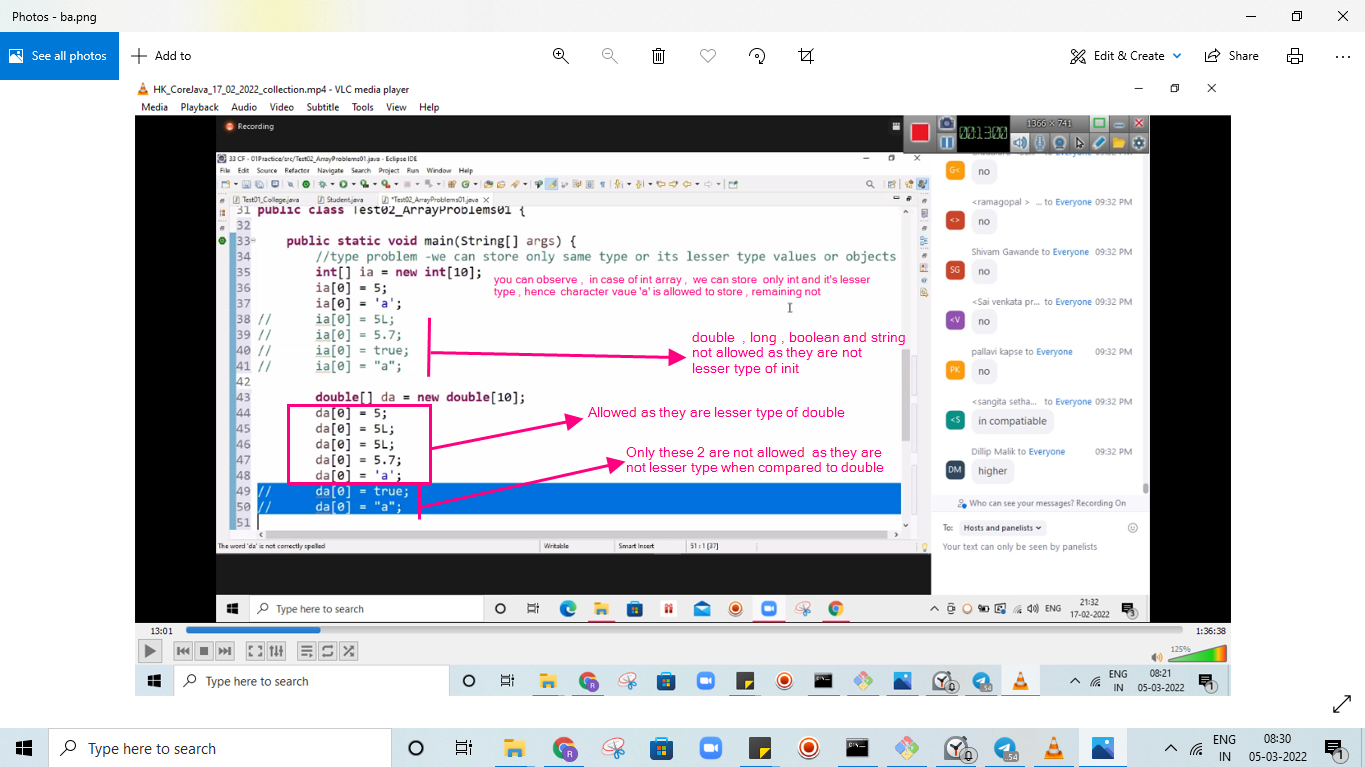 Photos - ba.png
See all photos
Add to
Edit & Create
Share
HK_CoreJava_17_02_2022_collection.mp4 - VLC media player
Media Playback Audio Video Subtitle Tools View Help
Recording
1366 × 741
001300
33 CF - 01Practice/src/Test02_ArrayProblems01.java - Eclipse IDE
File Edit Source Refactor Navigate Search Project Run Window Help
Test01_College.java Student.java *Test02_ArrayProblems01.java
31 public class Test02_ArrayProblems01 {
32
33 public static void main(String[] args) {
34 //type problem -we can store only same type or its lesser type values or objects
35 int[] ia = new int[10];
36 ia[0] = 5;
37 ia[0] = 'a';
38 // ia[0] = 5L;
39 // ia[0] = 5.7;
40 // ia[0] = true;
41 // ia[0] = "a";
42
43 double[] da = new double[10];
44 da[0] = 5;
45 da[0] = 5L;
46 da[0] = 5L;
47 da[0] = 5.7;
48 da[0] = 'a';
49 // da[0] = true;
50 // da[0] = "a";
51
you can observe , in case of int array , we can store only int and it's lesser
type , hence character vaue 'a' is allowed to store , remaining not
double , long , boolean and string
not allowed as they are not
lesser type of init
Allowed as they are lesser type of double
Only these 2 are not allowed as they are
not lesser type when compared to double
The word 'da' is not correctly spelled
Writable
Smart Insert
51 : 1 [37]
to Everyone 09:32 PM
G<
no
<ramagopal > ... to Everyone 09:32 PM
<>
no
Shivam Gawande to Everyone 09:32 PM
SG
no
<Sai venkata pr... to Everyone 09:32 PM
<V
no
pallavi kapse to Everyone 09:32 PM
PK
no
<sangita setha... to Everyone 09:32 PM
<S
in compatiable
Dillip Malik to Everyone 09:32 PM
DM
higher
Who can see your messages? Recording On
To: Hosts and panelists
Your text can only be seen by panelists
Type here to search
ENG
21:32
17-02-2022
3
13:01
1:36:38
125%
Type here to search
.54
ENG
IN
08:21
05-03-2022
1
Type here to search
.54
ENG
IN
08:30
05-03-2022
1